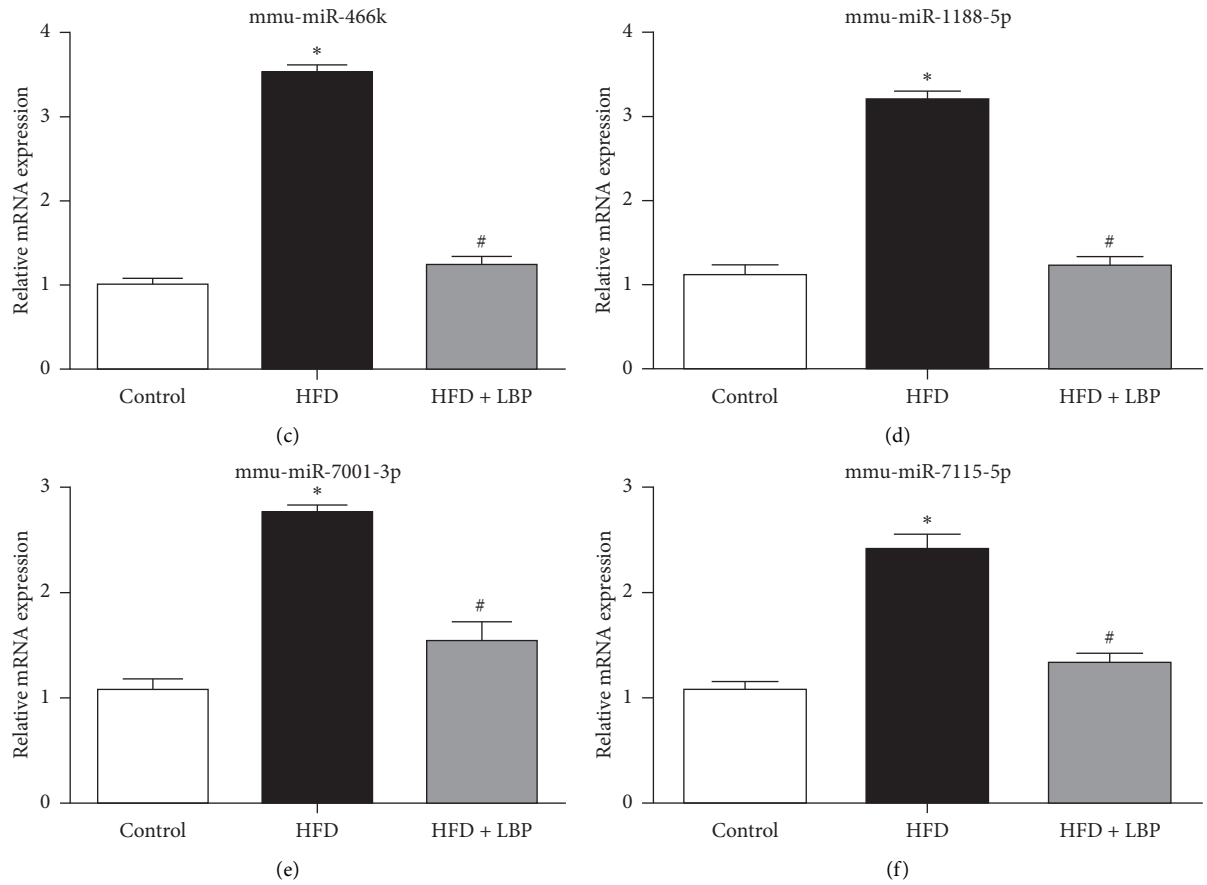 mmu-miR-466k
Relative mRNA expression
4
3
2
1
0
*
#
Control
HFD
HFD + LBP
(c)
mmu-miR-1188-5p
Relative mRNA expression
4
3
2
1
0
*
#
Control
HFD
HFD + LBP
(d)
mmu-miR-7001-3p
Relative mRNA expression
3
2
1
0
*
#
Control
HFD
HFD + LBP
(e)
mmu-miR-7115-5p
Relative mRNA expression
3
2
1
0
*
#
Control
HFD
HFD + LBP
(f)